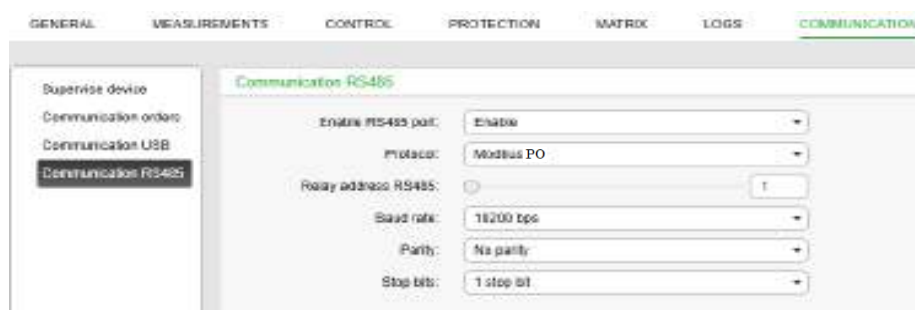 GENERAL MEASUREMENTS CONTROL PROTECTION MATRIX LOGS COMMUNICATION
Supervise device
Communication orders
Communication USB
Communication RS485
Communication RS485
Enable RS485 port: Enable
Protocol: Modbus PO
Relay address RS485: 1
Baud rate: 19200 bps
Parity: No parity
Stop bits: 1 stop bit